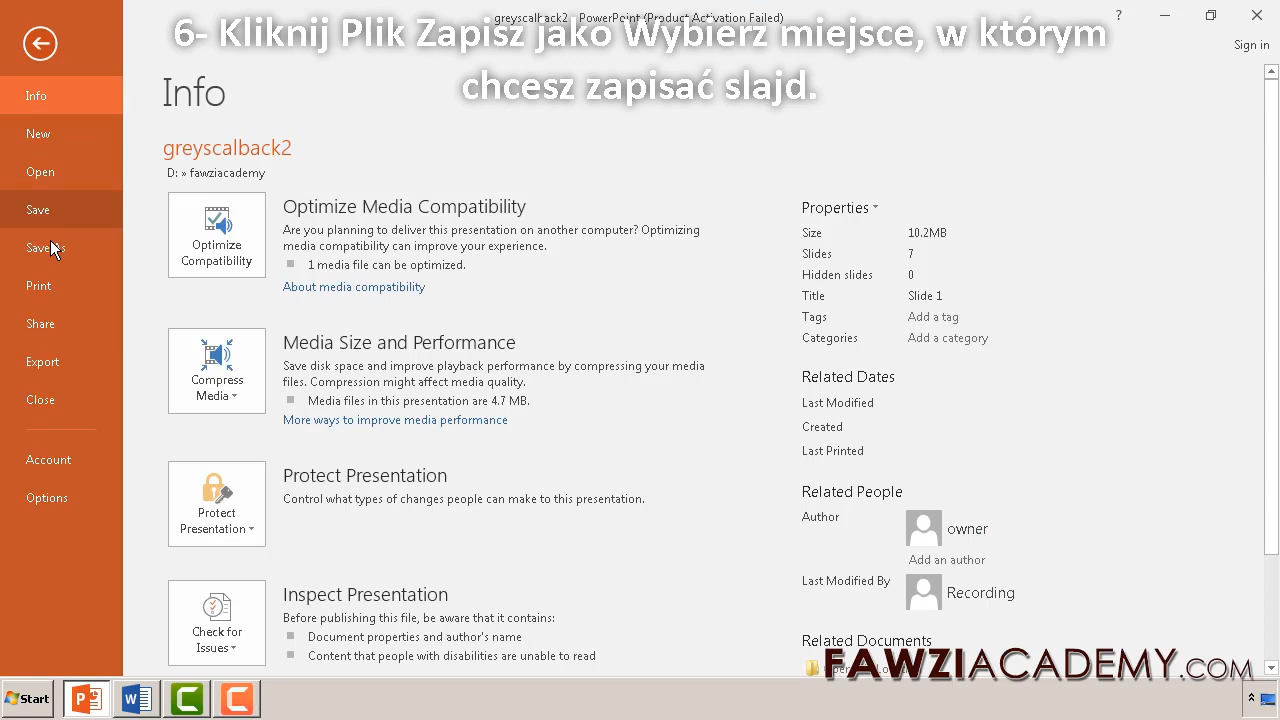 greyscalback2 - PowerPoint (Product Activation Failed)
6- Kliknij Plik Zapisz jako Wybierz miejsce, w którym
chcesz zapisać slajd.
?
Sign in
Info
New
Open
Save
Save As
Print
Share
Export
Close
Account
Options
Info
greyscalback2
D: » fawziacademy
Optimize
Compatibility
Optimize Media Compatibility
Are you planning to deliver this presentation on another computer? Optimizing
media compatibility can improve your experience.
1 media file can be optimized.
About media compatibility
Compress
Media
Media Size and Performance
Save disk space and improve playback performance by compressing your media
files. Compression might affect media quality.
Media files in this presentation are 4.7 MB.
More ways to improve media performance
Protect
Presentation
Protect Presentation
Control what types of changes people can make to this presentation.
Check for
Issues
Inspect Presentation
Before publishing this file, be aware that it contains:
Document properties and author's name
Content that people with disabilities are unable to read
Properties
Size 10.2MB
Slides 7
Hidden slides 0
Title Slide 1
Tags Add a tag
Categories Add a category
Related Dates
Last Modified
Created
Last Printed
Related People
Author owner
Add an author
Last Modified By Recording
Related Documents
FAWZIACADEMY.COM
Start